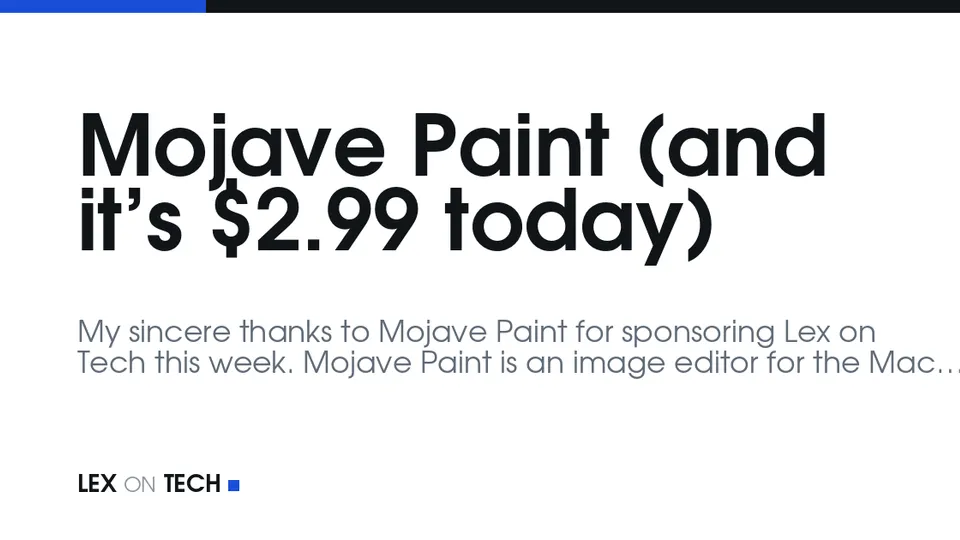 Mojave Paint (and
it’s $2.99 today)
My sincere thanks to Mojave Paint for sponsoring Lex on
Tech this week. Mojave Paint is an image editor for the Mac…
LEX ON TECH